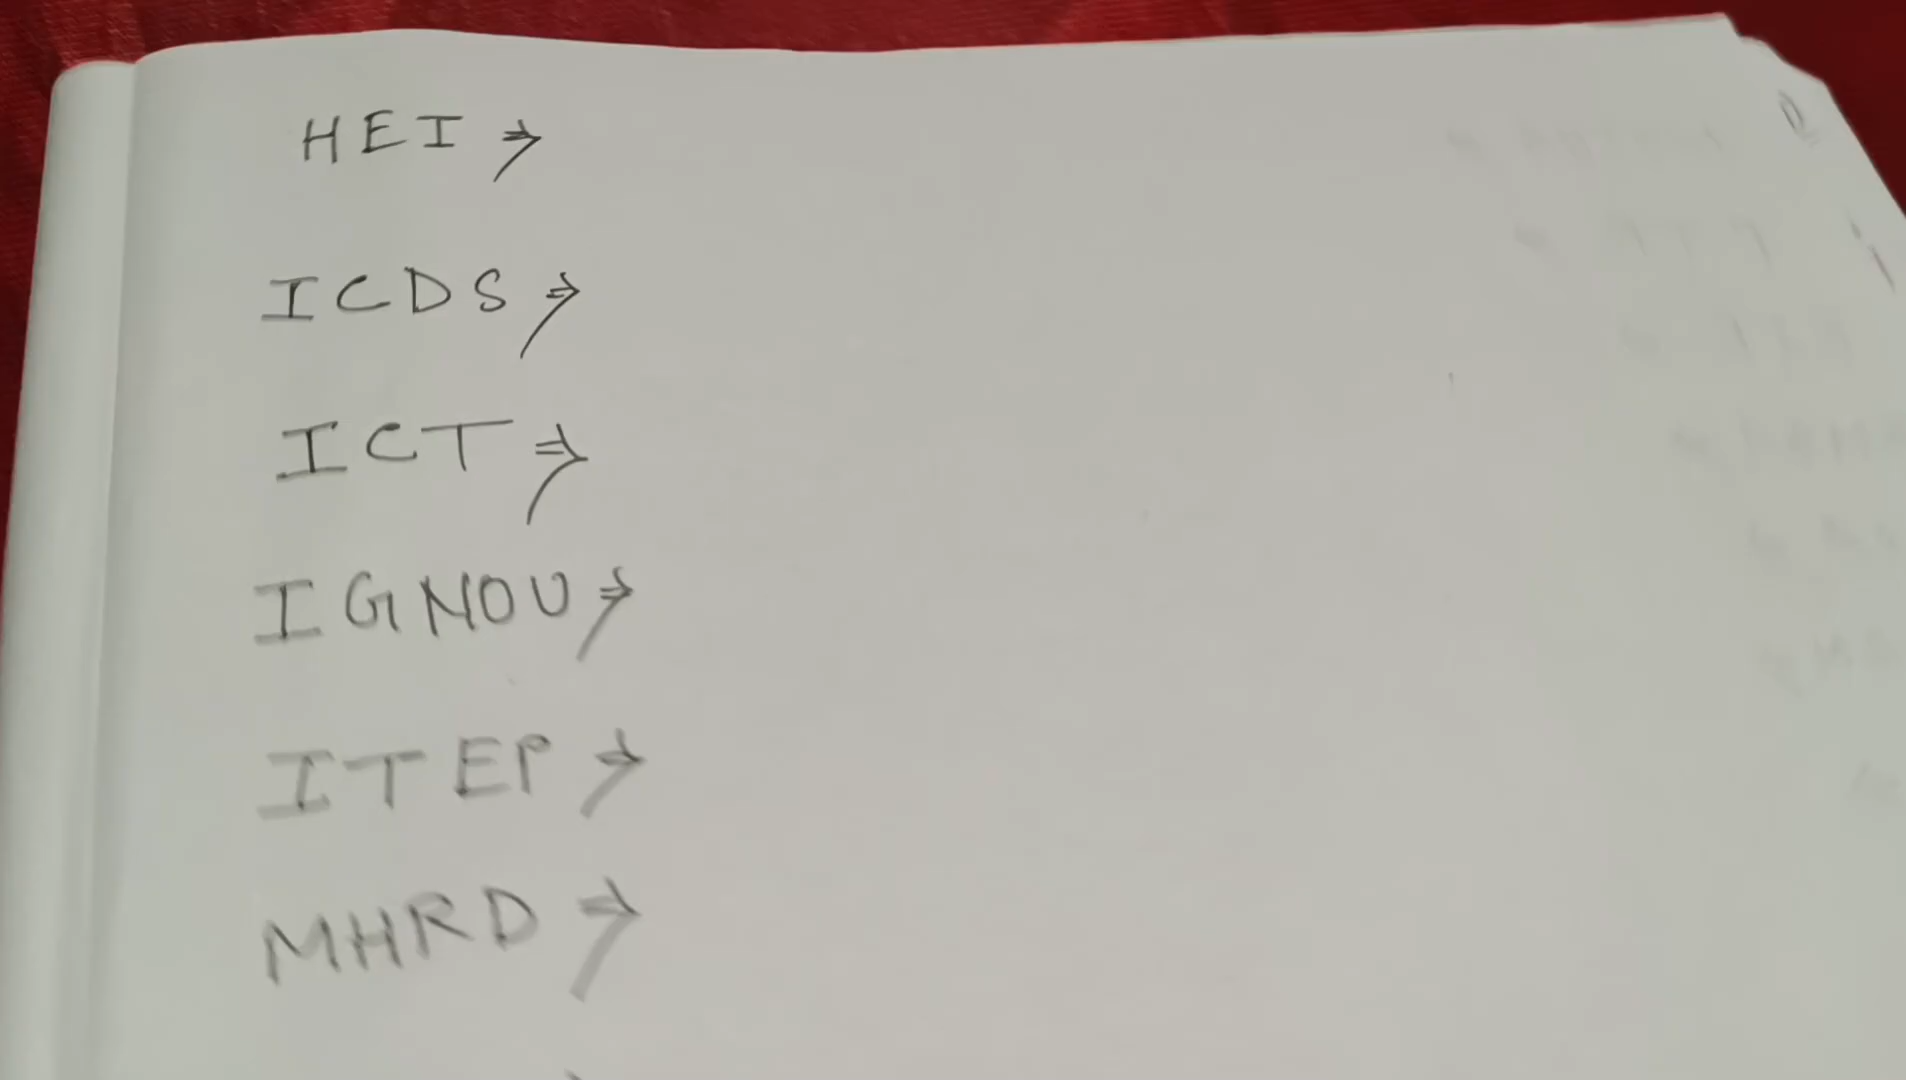 HEI ⇒
ICDS ⇒
ICT ⇒
IGNOU ⇒
ITEP ⇒
MHRD ⇒